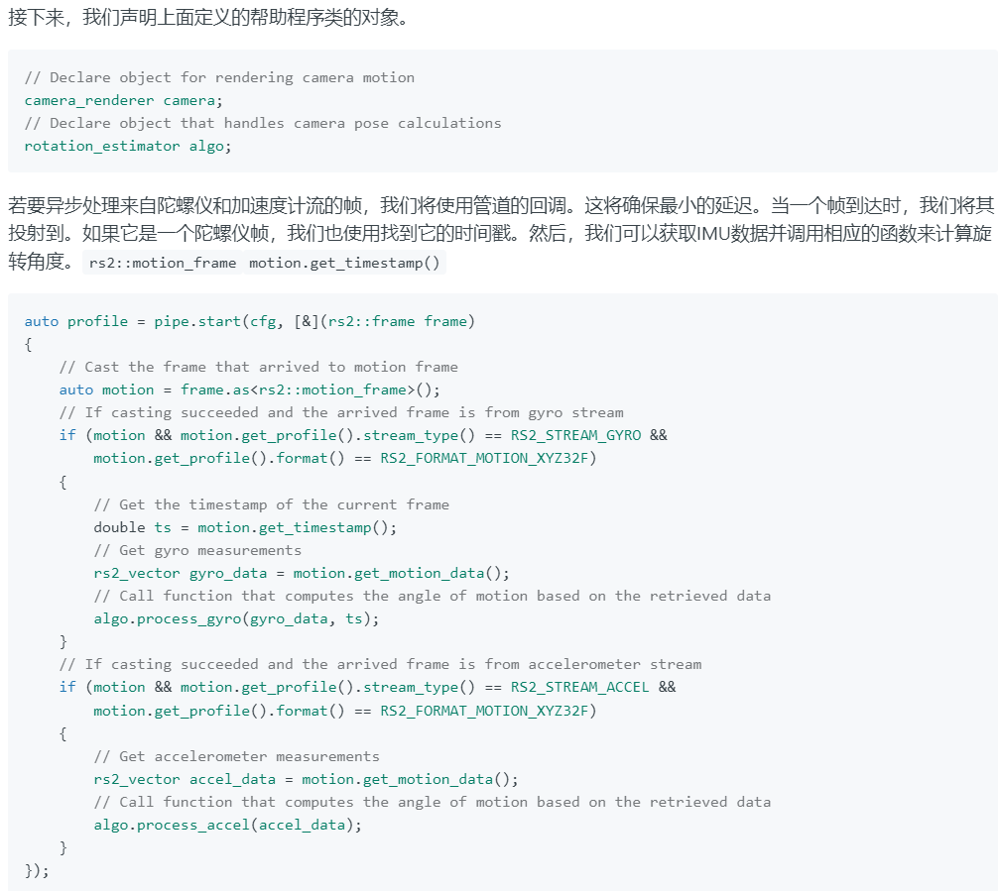 接下来，我们声明上面定义的帮助程序类的对象。
// Declare object for rendering camera motion
camera_renderer camera;
// Declare object that handles camera pose calculations
rotation_estimator algo;
若要异步处理来自陀螺仪和加速度计流的帧，我们将使用管道的回调。这将确保最小的延迟。当一个帧到达时，我们将其
投射到。如果它是一个陀螺仪帧，我们也使用找到它的时间戳。然后，我们可以获取IMU数据并调用相应的函数来计算旋
转角度。 rs2::motion_frame motion.get_timestamp()
auto profile = pipe.start(cfg, [&](rs2::frame frame)
{
    // Cast the frame that arrived to motion frame
    auto motion = frame.as<rs2::motion_frame>();
    // If casting succeeded and the arrived frame is from gyro stream
    if (motion && motion.get_profile().stream_type() == RS2_STREAM_GYRO &&
        motion.get_profile().format() == RS2_FORMAT_MOTION_XYZ32F)
    {
        // Get the timestamp of the current frame
        double ts = motion.get_timestamp();
        // Get gyro measurements
        rs2_vector gyro_data = motion.get_motion_data();
        // Call function that computes the angle of motion based on the retrieved data
        algo.process_gyro(gyro_data, ts);
    }
    // If casting succeeded and the arrived frame is from accelerometer stream
    if (motion && motion.get_profile().stream_type() == RS2_STREAM_ACCEL &&
        motion.get_profile().format() == RS2_FORMAT_MOTION_XYZ32F)
    {
        // Get accelerometer measurements
        rs2_vector accel_data = motion.get_motion_data();
        // Call function that computes the angle of motion based on the retrieved data
        algo.process_accel(accel_data);
    }
});